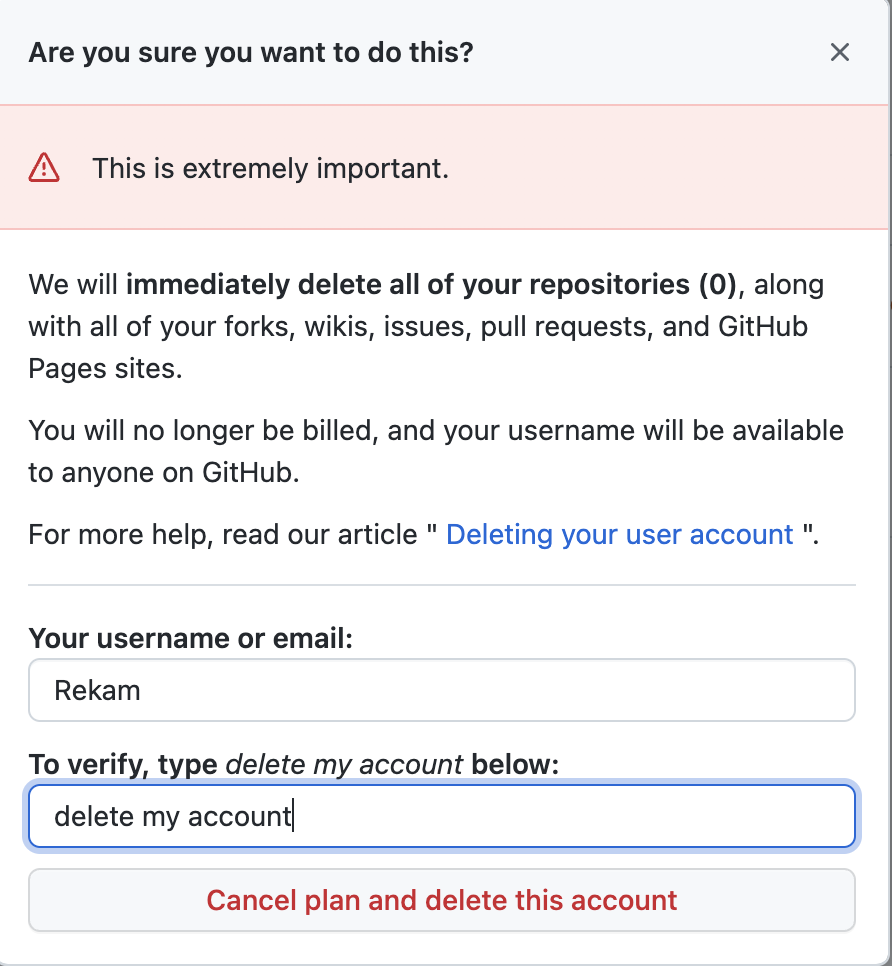 Are you sure you want to do this?
This is extremely important.
We will immediately delete all of your repositories (0), along
with all of your forks, wikis, issues, pull requests, and GitHub
Pages sites.
You will no longer be billed, and your username will be available
to anyone on GitHub.
For more help, read our article " Deleting your user account ".
Your username or email:
Rekam
To verify, type delete my account below:
delete my account
Cancel plan and delete this account